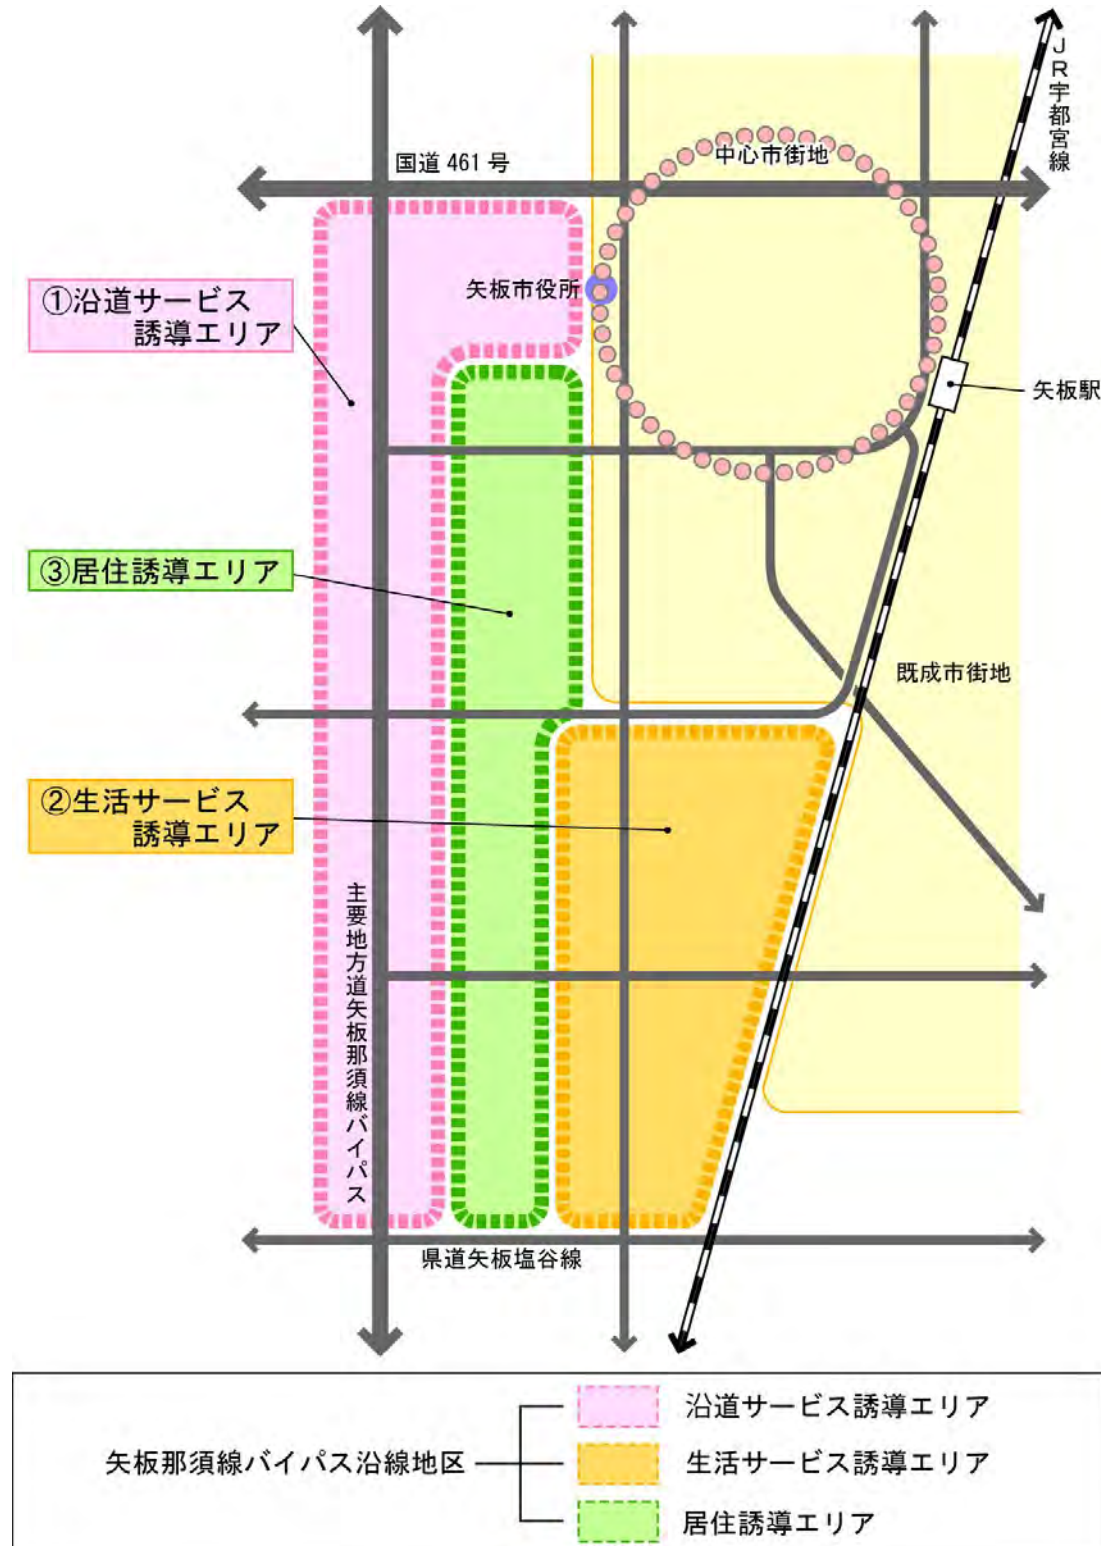 JR宇都宮線
中心市街地
国道461号
矢板市役所
①沿道サービス
誘導エリア
矢板駅
③居住誘導エリア
既成市街地
②生活サービス
誘導エリア
主要地方道矢板那須線バイパス
県道矢板塩谷線
沿道サービス誘導エリア
矢板那須線バイパス沿線地区
生活サービス誘導エリア
居住誘導エリア